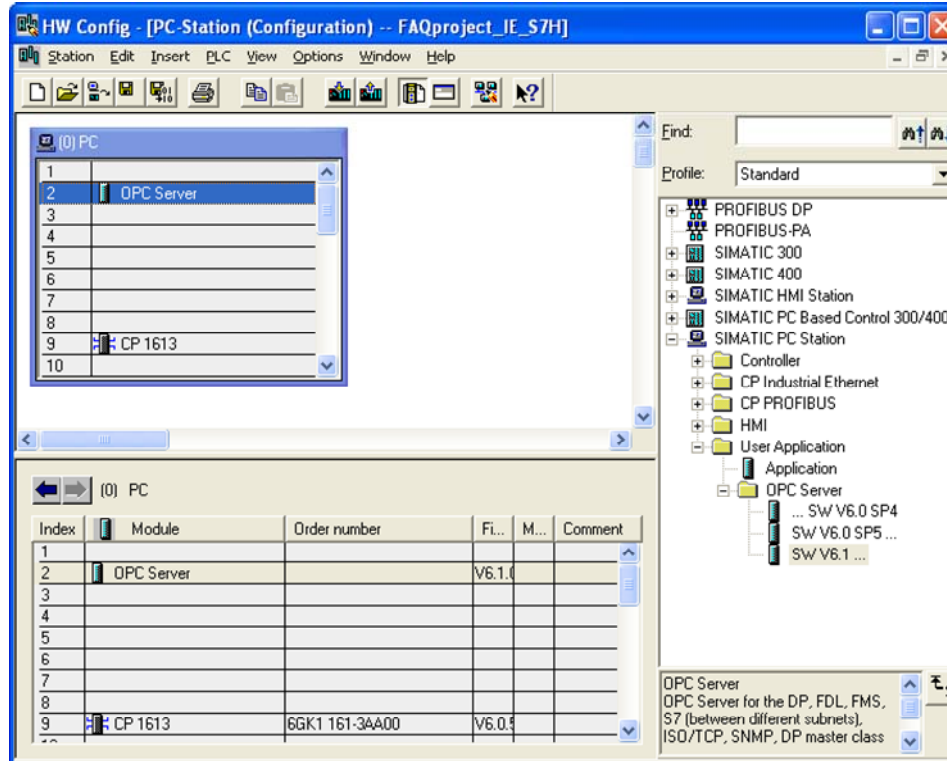 HW Config - [PC-Station (Configuration) -- FAQproject_IE_S7H]
Station Edit Insert PLC View Options Window Help
(0) PC
1
2 OPC Server
3
4
5
6
7
8
9 CP 1613
10
Find:
Profile: Standard
PROFIBUS DP
PROFIBUS-PA
SIMATIC 300
SIMATIC 400
SIMATIC HMI Station
SIMATIC PC Based Control 300/400
SIMATIC PC Station
Controller
CP Industrial Ethernet
CP PROFIBUS
HMI
User Application
Application
OPC Server
... SW V6.0 SP4
SW V6.0 SP5 ...
SW V6.1 ...
(0) PC
Index Module Order number Fi... M... Comment
1
2 OPC Server V6.1.0
3
4
5
6
7
8
9 CP 1613 6GK1 161-3AA00 V6.0.5
OPC Server
OPC Server for the DP, FDL, FMS,
S7 (between different subnets),
ISO/TCP, SNMP, DP master class